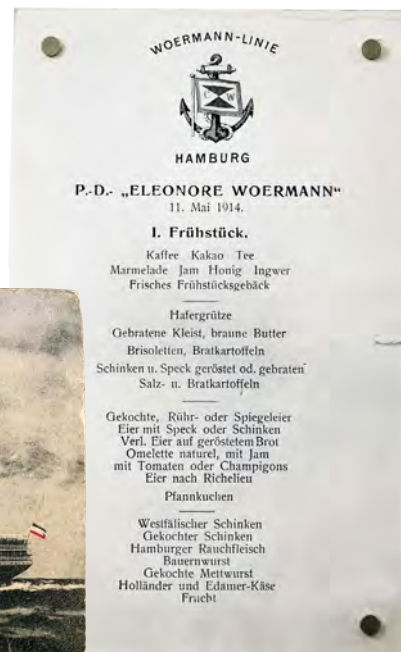 WOERMANN-LINIE
C W
HAMBURG
P.-D.- „ELEONORE WOERMANN“
11. Mai 1914.
I. Frühstück.
Kaffee Kakao Tee
Marmelade Jam Honig Ingwer
Frisches Frühstücksgebäck
Hafergrütze
Gebratene Kleist, braune Butter
Brisoletten, Bratkartoffeln
Schinken u. Speck geröstet od. gebraten
Salz- u. Bratkartoffeln
Gekochte, Rühr- oder Spiegeleier
Eier mit Speck oder Schinken
Verl. Eier auf geröstetem Brot
Omelette naturel, mit Jam
mit Tomaten oder Champigons
Eier nach Richelieu
Pfannkuchen
Westfälischer Schinken
Gekochter Schinken
Hamburger Rauchfleisch
Bauernwurst
Gekochte Mettwurst
Holländer und Edamer-Käse
Frucht